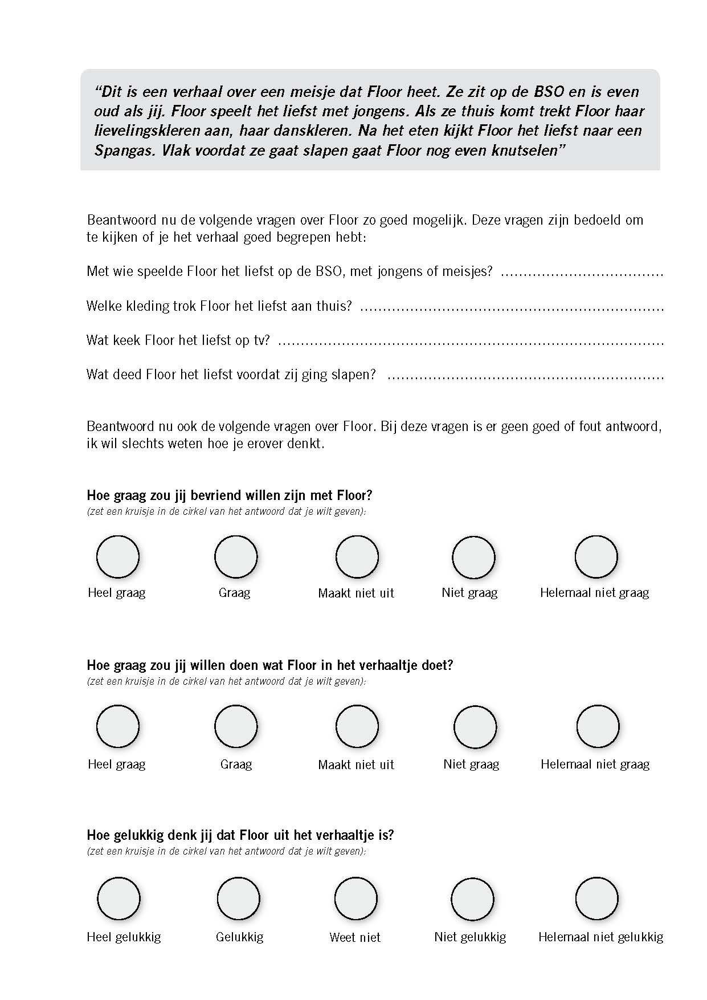 “Dit is een verhaal over een meisje dat Floor heet. Ze zit op de BSO en is even
oud als jij. Floor speelt het liefst met jongens. Als ze thuis komt trekt Floor haar
lievelingskleren aan, haar danskleren. Na het eten kijkt Floor het liefst naar een
Spangas. Vlak voordat ze gaat slapen gaat Floor nog even knutselen”
Beantwoord nu de volgende vragen over Floor zo goed mogelijk. Deze vragen zijn bedoeld om
te kijken of je het verhaal goed begrepen hebt:
Met wie speelde Floor het liefst op de BSO, met jongens of meisjes? ....................................
Welke kleding trok Floor het liefst aan thuis? ...................................................................
Wat keek Floor het liefst op tv? .....................................................................................
Wat deed Floor het liefst voordat zij ging slapen? .............................................................
Beantwoord nu ook de volgende vragen over Floor. Bij deze vragen is er geen goed of fout antwoord,
ik wil slechts weten hoe je erover denkt.
Hoe graag zou jij bevriend willen zijn met Floor?
(zet een kruisje in de cirkel van het antwoord dat je wilt geven):
Heel graag Graag Maakt niet uit Niet graag Helemaal niet graag
Hoe graag zou jij willen doen wat Floor in het verhaaltje doet?
(zet een kruisje in de cirkel van het antwoord dat je wilt geven):
Heel graag Graag Maakt niet uit Niet graag Helemaal niet graag
Hoe gelukkig denk jij dat Floor uit het verhaaltje is?
(zet een kruisje in de cirkel van het antwoord dat je wilt geven):
Heel gelukkig Gelukkig Weet niet Niet gelukkig Helemaal niet gelukkig